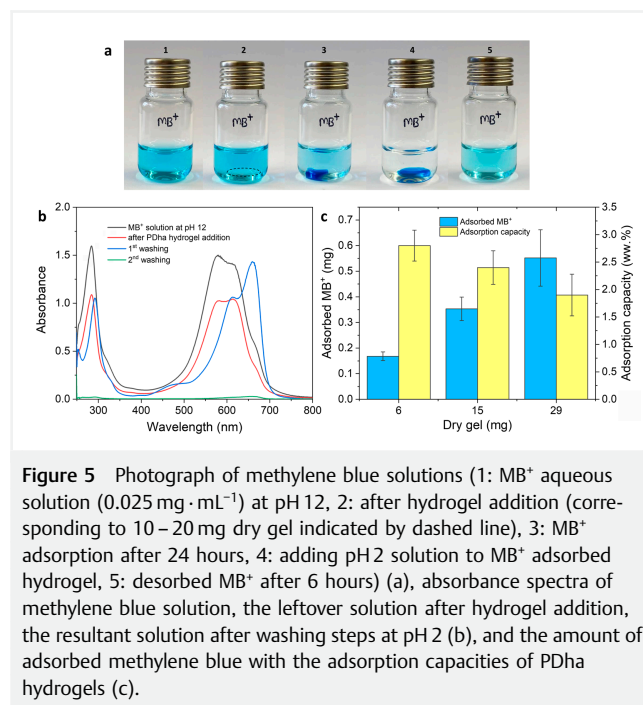 a
1 2 3 4 5
MB⁺ MB⁺ MB⁺ MB⁺ MB⁺
b
2.0
1.5
1.0
0.5
0.0
Absorbance
MB⁺ solution at pH 12
after PDha hydrogel addition
1ˢᵗ washing
2ⁿᵈ washing
300 400 500 600 700 800
Wavelength (nm)
c
0.7
0.6
0.5
0.4
0.3
0.2
0.1
0.0
Adsorbed MB⁺ (mg)
Adsorbed MB⁺
Adsorption capacity
3.5
3.0
2.5
2.0
1.5
1.0
0.5
0.0
Adsorption capacity (ww.%)
6 15 29
Dry gel (mg)
Figure 5 Photograph of methylene blue solutions (1: MB⁺ aqueous
solution (0.025 mg · mL⁻¹) at pH 12, 2: after hydrogel addition (corre-
sponding to 10 – 20 mg dry gel indicated by dashed line), 3: MB⁺
adsorption after 24 hours, 4: adding pH 2 solution to MB⁺ adsorbed
hydrogel, 5: desorbed MB⁺ after 6 hours) (a), absorbance spectra of
methylene blue solution, the leftover solution after hydrogel addition,
the resultant solution after washing steps at pH 2 (b), and the amount of
adsorbed methylene blue with the adsorption capacities of PDha
hydrogels (c).